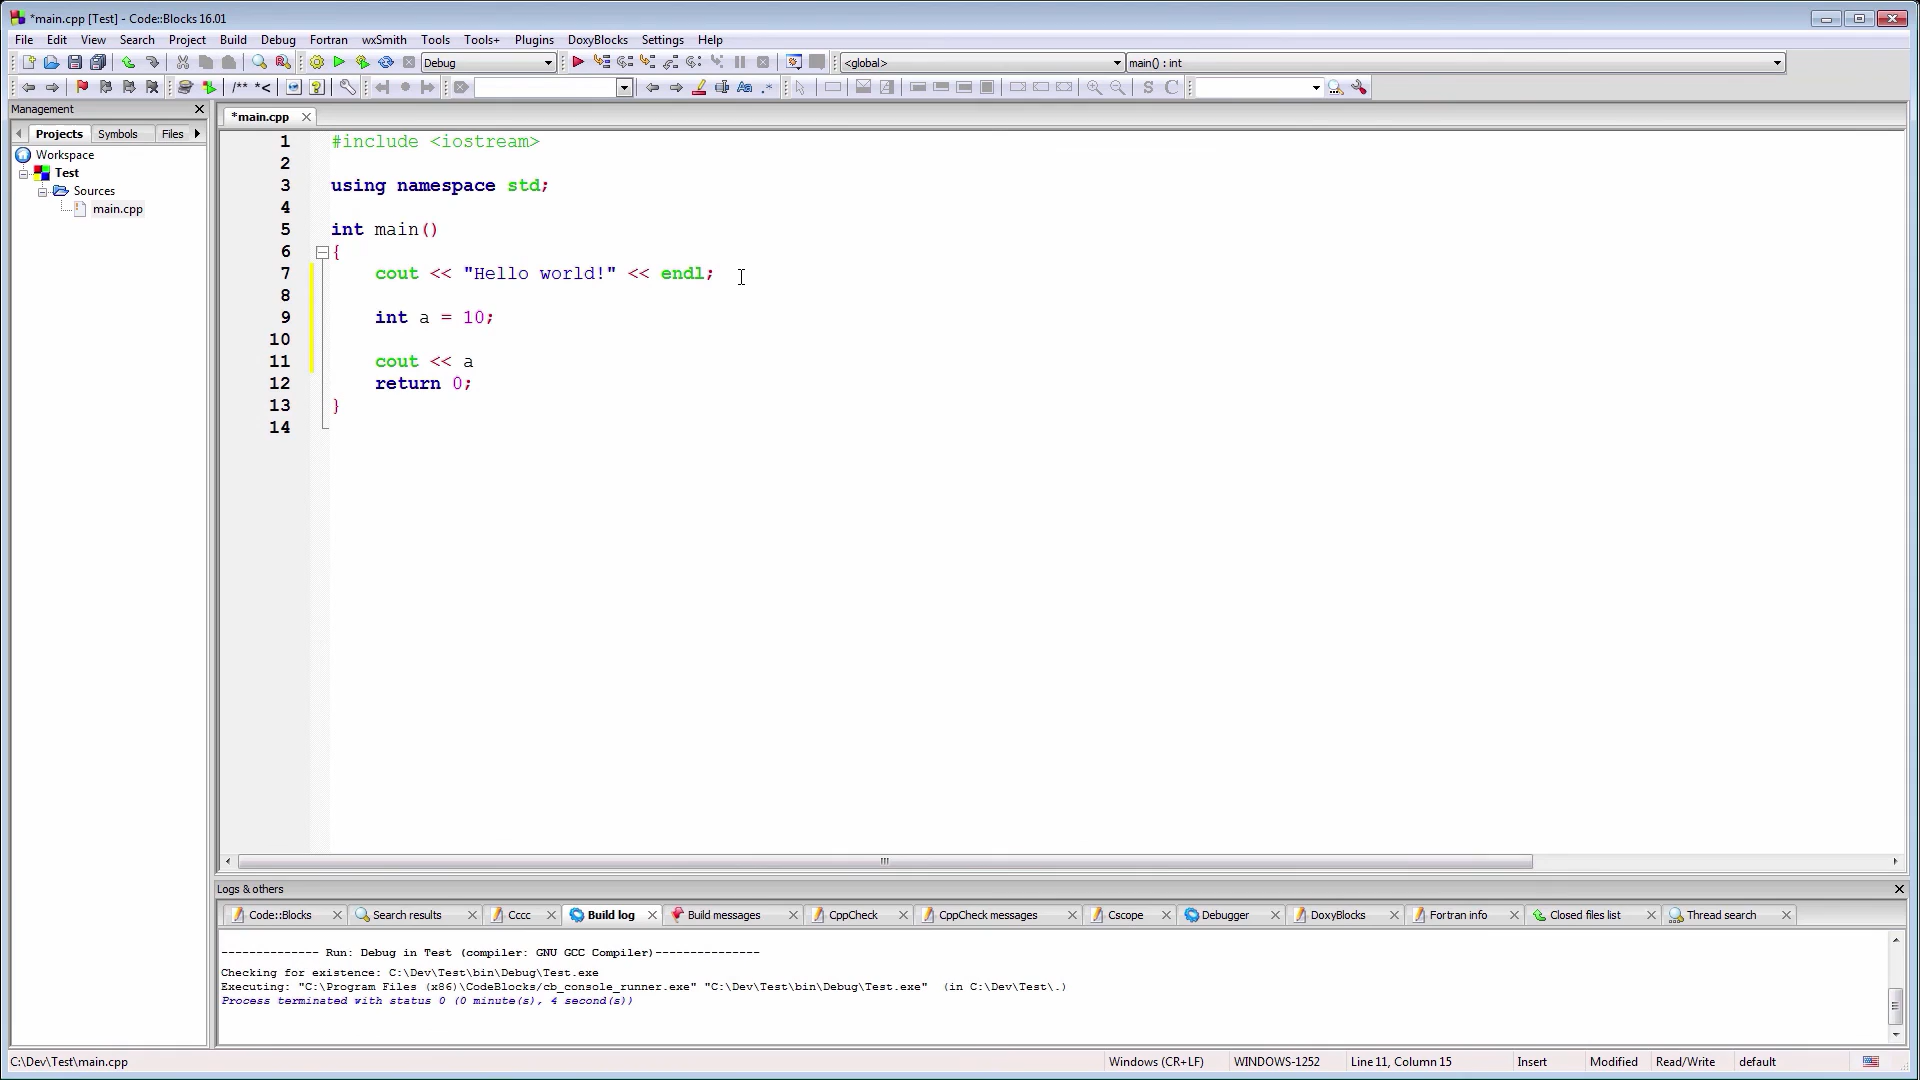 *main.cpp [Test] - Code::Blocks 16.01
File Edit View Search Project Build Debug Fortran wxSmith Tools Tools+ Plugins DoxyBlocks Settings Help
Debug <global> main() : int
/** *< Aa .* S C
Management
Projects Symbols Files
*main.cpp
Workspace
Test
Sources
main.cpp
1 #include <iostream>
2
3 using namespace std;
4
5 int main()
6 {
7 cout << "Hello world!" << endl;
8
9 int a = 10;
10
11 cout << a
12 return 0;
13 }
14
Logs & others
Code::Blocks Search results Cccc Build log Build messages CppCheck CppCheck messages Cscope Debugger DoxyBlocks Fortran info Closed files list Thread search
-------------- Run: Debug in Test (compiler: GNU GCC Compiler)---------------
Checking for existence: C:\Dev\Test\bin\Debug\Test.exe
Executing: "C:\Program Files (x86)\CodeBlocks/cb_console_runner.exe" "C:\Dev\Test\bin\Debug\Test.exe" (in C:\Dev\Test\.)
Process terminated with status 0 (0 minute(s), 4 second(s))
C:\Dev\Test\main.cpp Windows (CR+LF) WINDOWS-1252 Line 11, Column 15 Insert Modified Read/Write default